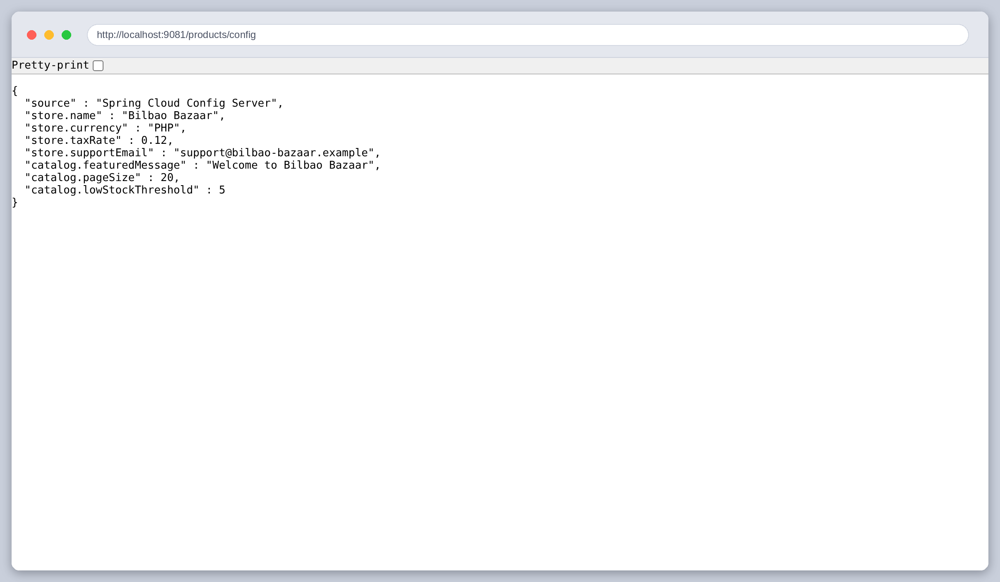 http://localhost:9081/products/config
Pretty-print
{
  "source" : "Spring Cloud Config Server",
  "store.name" : "Bilbao Bazaar",
  "store.currency" : "PHP",
  "store.taxRate" : 0.12,
  "store.supportEmail" : "support@bilbao-bazaar.example",
  "catalog.featuredMessage" : "Welcome to Bilbao Bazaar",
  "catalog.pageSize" : 20,
  "catalog.lowStockThreshold" : 5
}